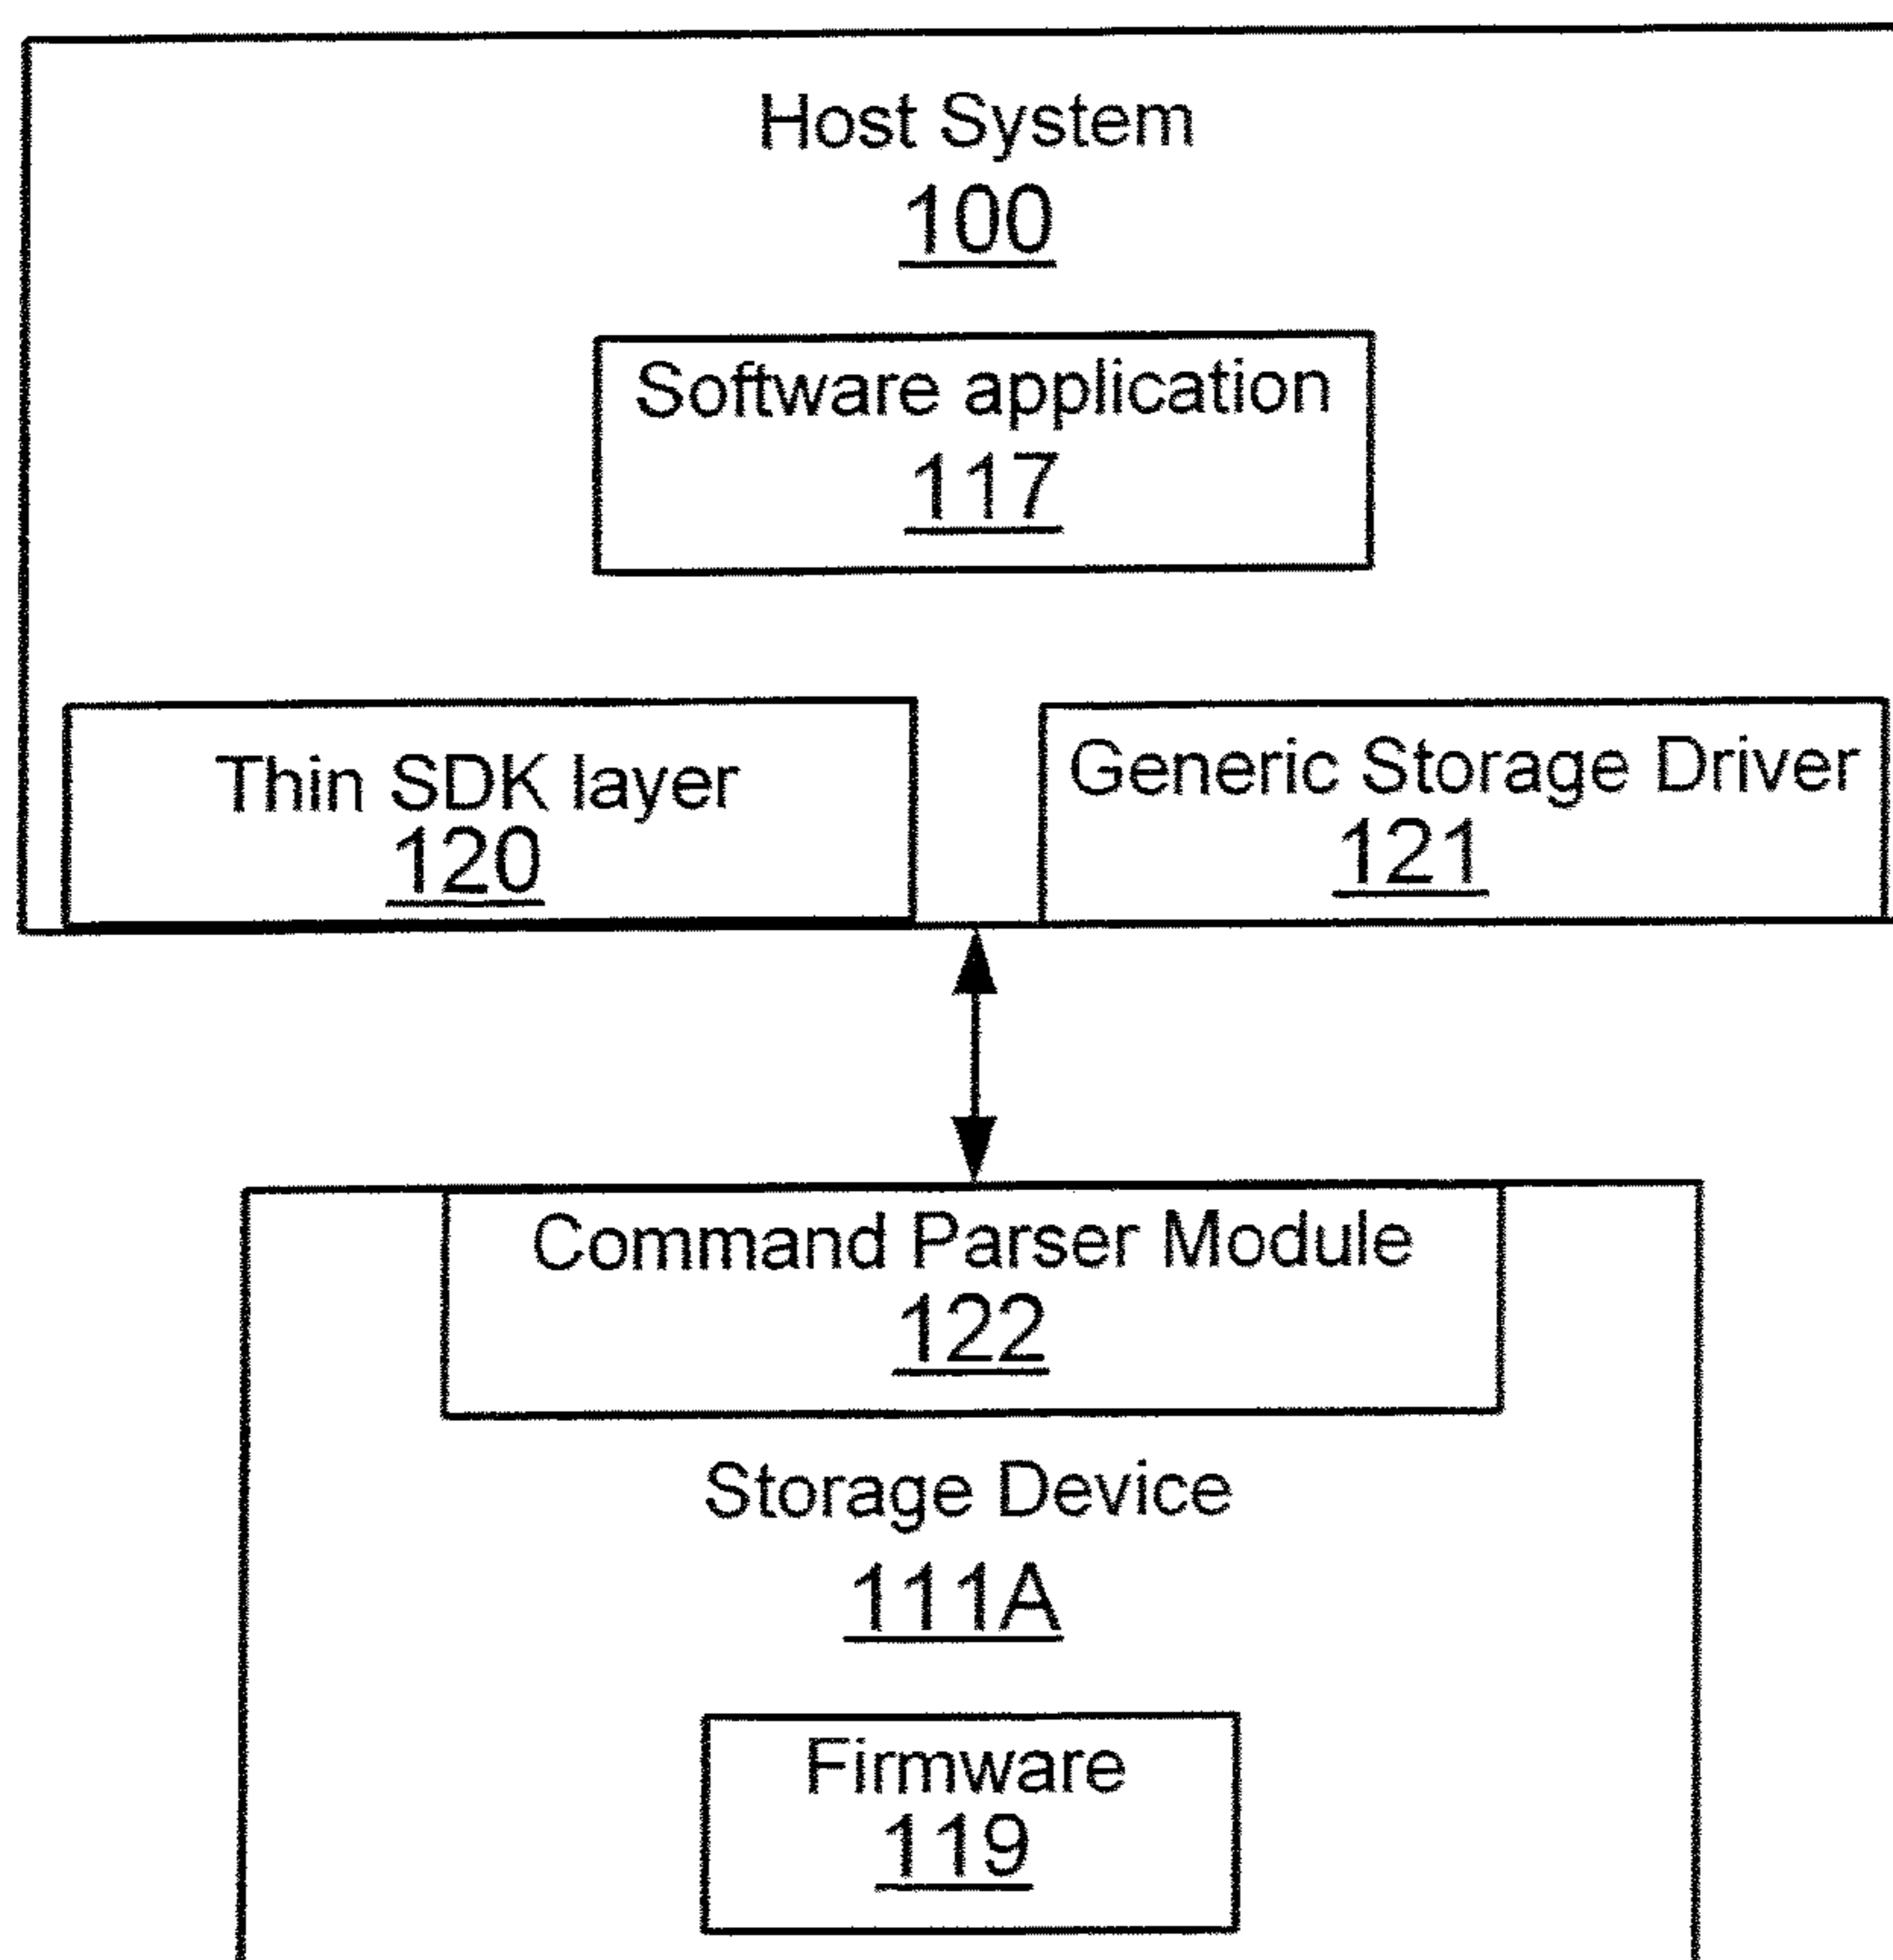 Host System
100
Software application
117
Thin SDK layer
120
Generic Storage Driver
121
Command Parser Module
122
Storage Device
111A
Firmware
119